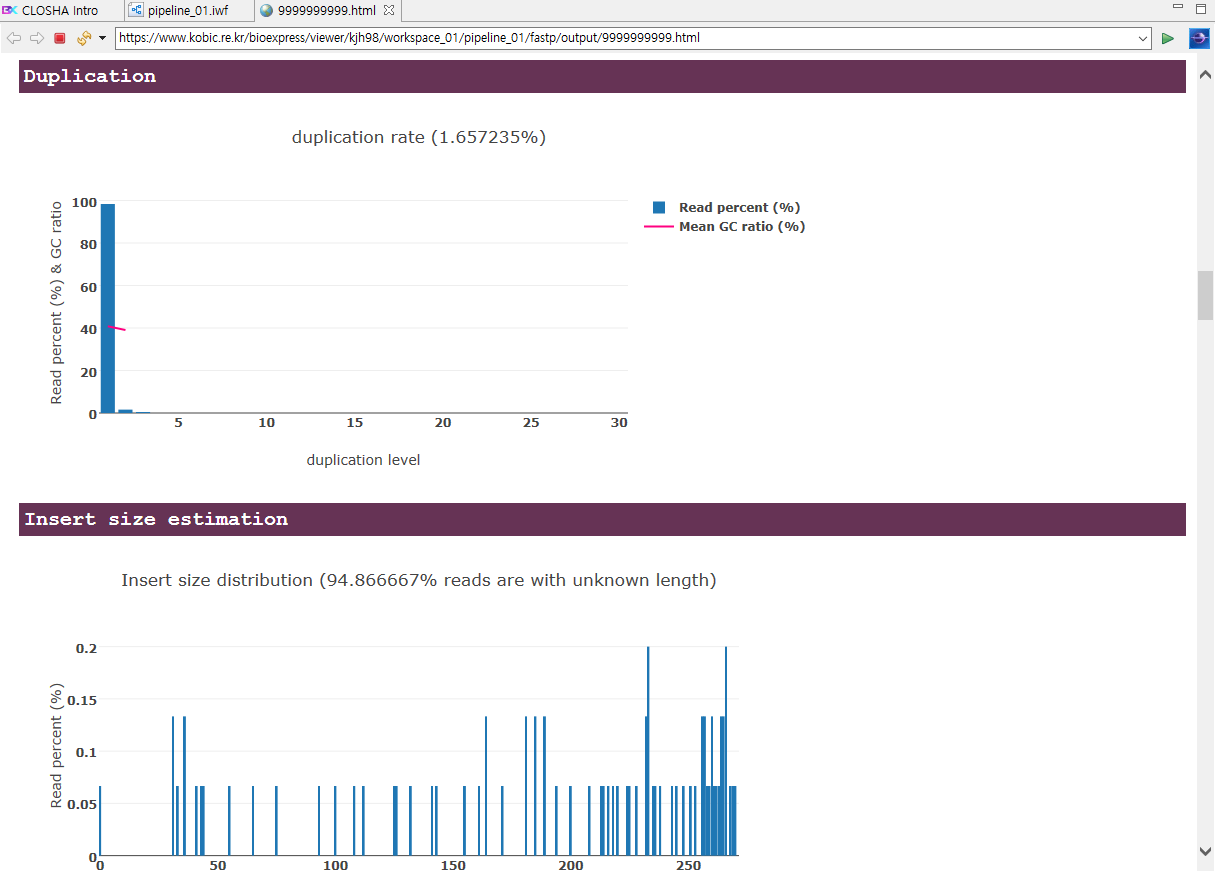 CLOSHA Intro
pipeline_01.iwf
9999999999.html
https://www.kobic.re.kr/bioexpress/viewer/kjh98/workspace_01/pipeline_01/fastp/output/9999999999.html
Duplication
duplication rate (1.657235%)
Read percent (%) & GC ratio
100
80
60
40
20
0
5 10 15 20 25 30
duplication level
Read percent (%)
Mean GC ratio (%)
Insert size estimation
Insert size distribution (94.866667% reads are with unknown length)
Read percent (%)
0.2
0.15
0.1
0.05
0
0 50 100 150 200 250